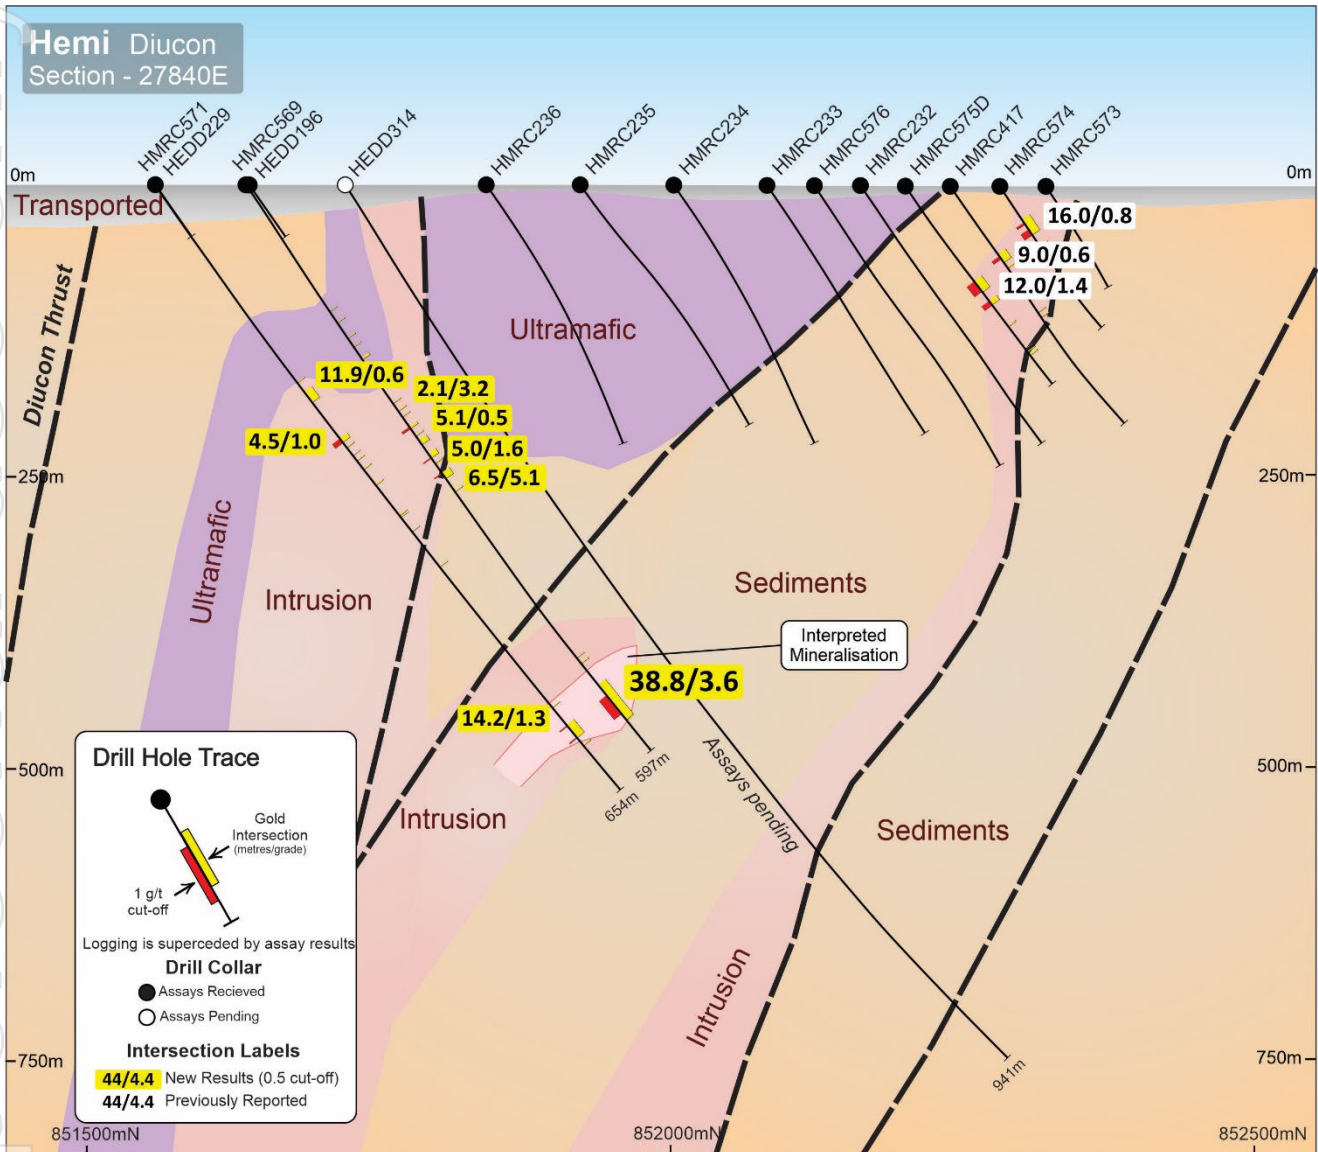 Hemi Diucon
Section - 27840E
HMRC571
HEDD229
HMRC569
HEDD196
HEDD314
HMRC236
HMRC235
HMRC234
HMRC233
HMRC576
HMRC232
HMRC575D
HMRC417
HMRC574
HMRC573
0m
0m
Transported
16.0/0.8
9.0/0.6
12.0/1.4
Diucon Thrust
Ultramafic
11.9/0.6
2.1/3.2
5.1/0.5
4.5/1.0
5.0/1.6
6.5/5.1
250m
250m
Ultramafic
Intrusion
Sediments
Interpreted
Mineralisation
38.8/3.6
14.2/1.3
597m
654m
Assays pending
500m
500m
Intrusion
Sediments
Intrusion
941m
750m
750m
Drill Hole Trace
Gold
Intersection
(metres/grade)
1 g/t
cut-off
Logging is superceded by assay results
Drill Collar
Assays Recieved
Assays Pending
Intersection Labels
44/4.4 New Results (0.5 cut-off)
44/4.4 Previously Reported
851500mN
852000mN
852500mN